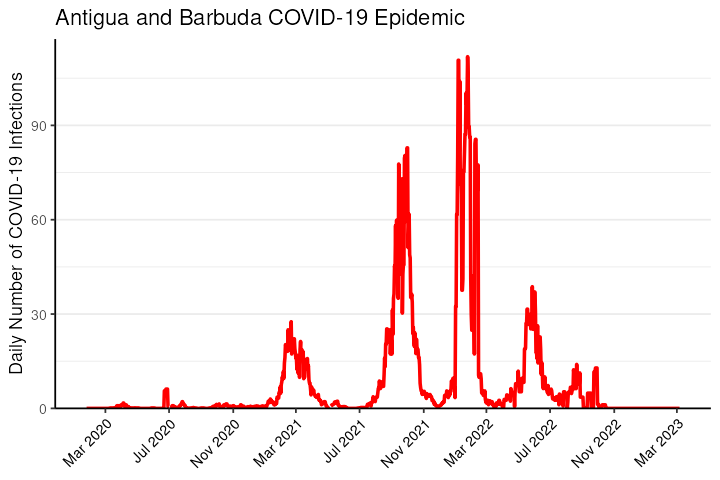 Antigua and Barbuda COVID-19 Epidemic
Daily Number of COVID-19 Infections
90
60
30
0
Mar 2020
Jul 2020
Nov 2020
Mar 2021
Jul 2021
Nov 2021
Mar 2022
Jul 2022
Nov 2022
Mar 2023